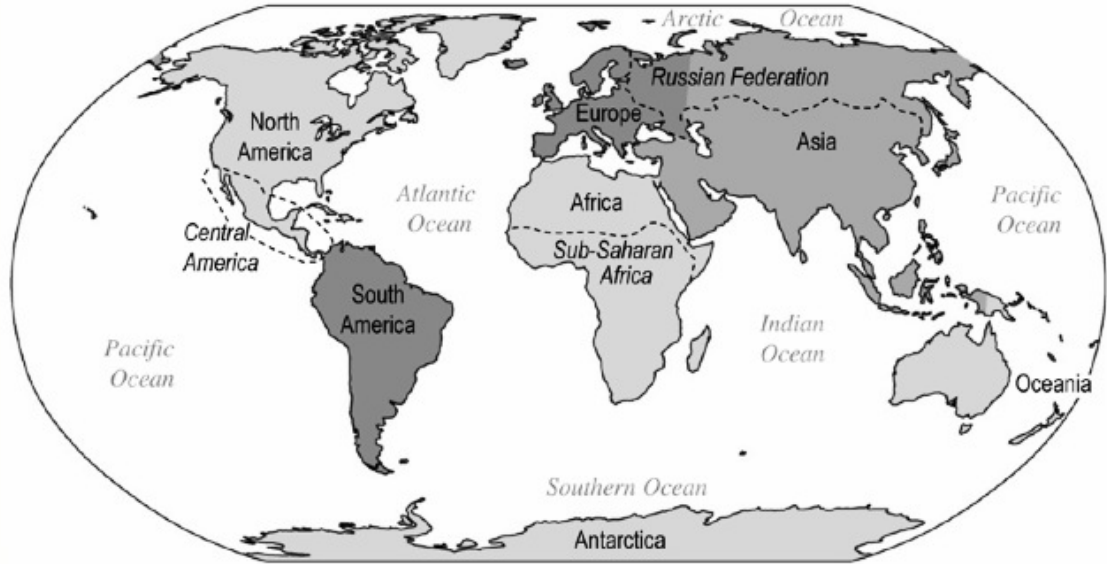 Arctic Ocean
Russian Federation
North
America
Europe
Asia
Atlantic
Ocean
Africa
Pacific
Ocean
Central
America
Sub-Saharan
Africa
South
America
Indian
Ocean
Pacific
Ocean
Oceania
Southern Ocean
Antarctica